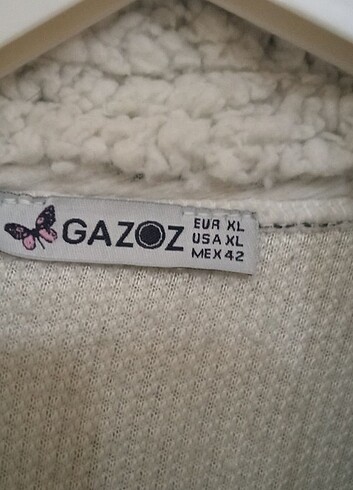 GAZOZ
EUR XL
USA XL
MEX 42